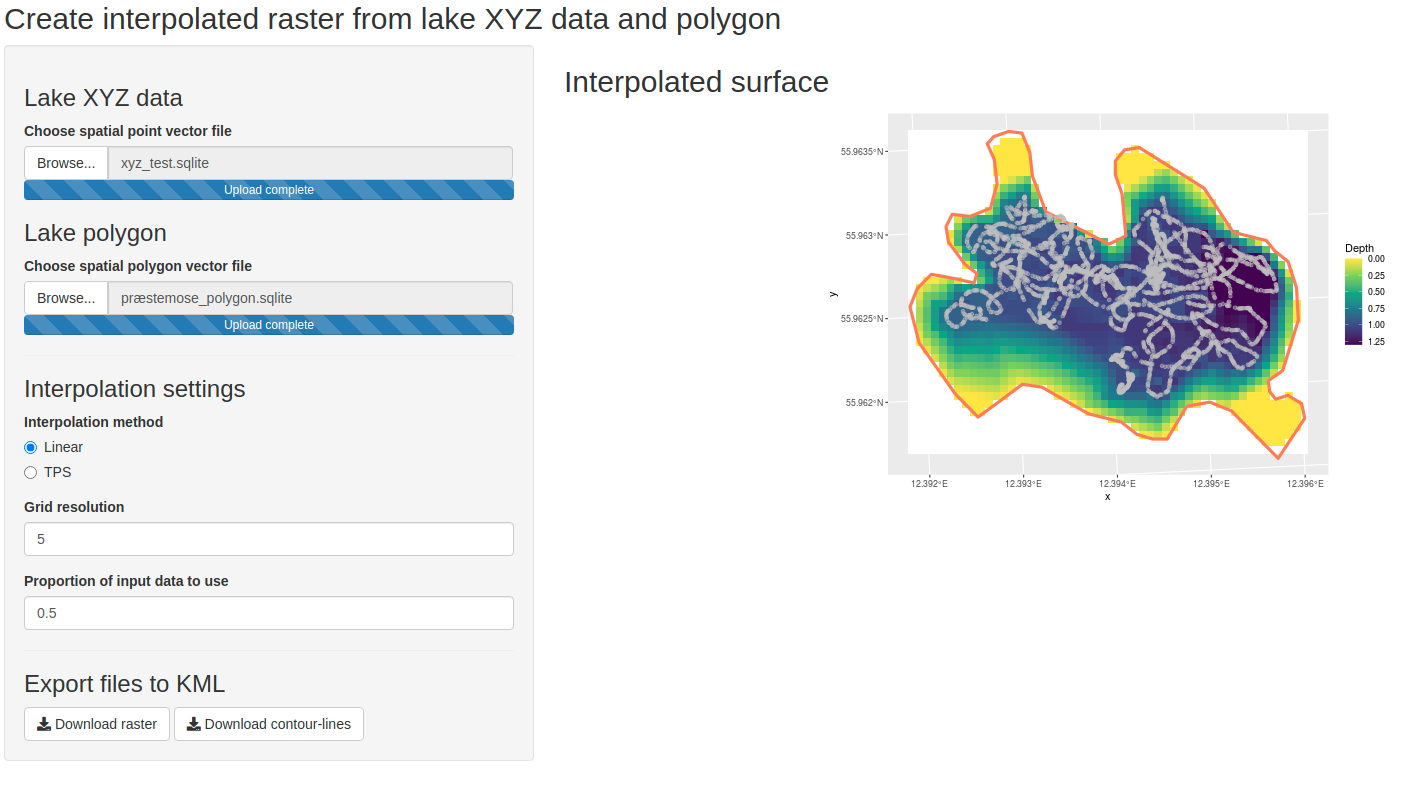 Create interpolated raster from lake XYZ data and polygon
Lake XYZ data
Choose spatial point vector file
Browse... xyz_test.sqlite
Upload complete
Lake polygon
Choose spatial polygon vector file
Browse... præstemose_polygon.sqlite
Upload complete
Interpolation settings
Interpolation method
Linear
TPS
Grid resolution
5
Proportion of input data to use
0.5
Export files to KML
Download raster Download contour-lines
Interpolated surface
55.9635°N
55.963°N
55.9625°N
55.962°N
y
12.392°E 12.393°E 12.394°E 12.395°E 12.396°E
x
Depth
0.00
0.25
0.50
0.75
1.00
1.25